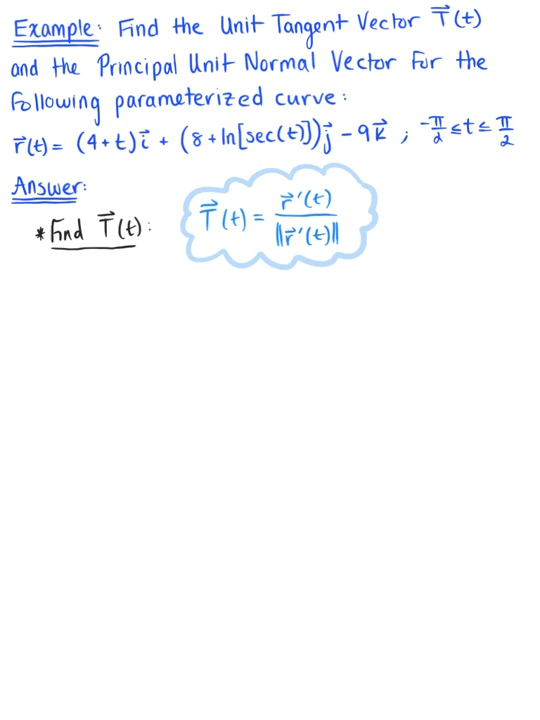 Example: Find the Unit Tangent Vector T⃗(t)
and the Principal Unit Normal Vector for the
following parameterized curve:
r⃗(t) = (4+t)i⃗ + (8+ln[sec(t)])j⃗ - 9k⃗ ; -π/2 ≤ t ≤ π/2
Answer:
* Find T⃗(t): T⃗(t) = r⃗'(t) / ||r⃗'(t)||